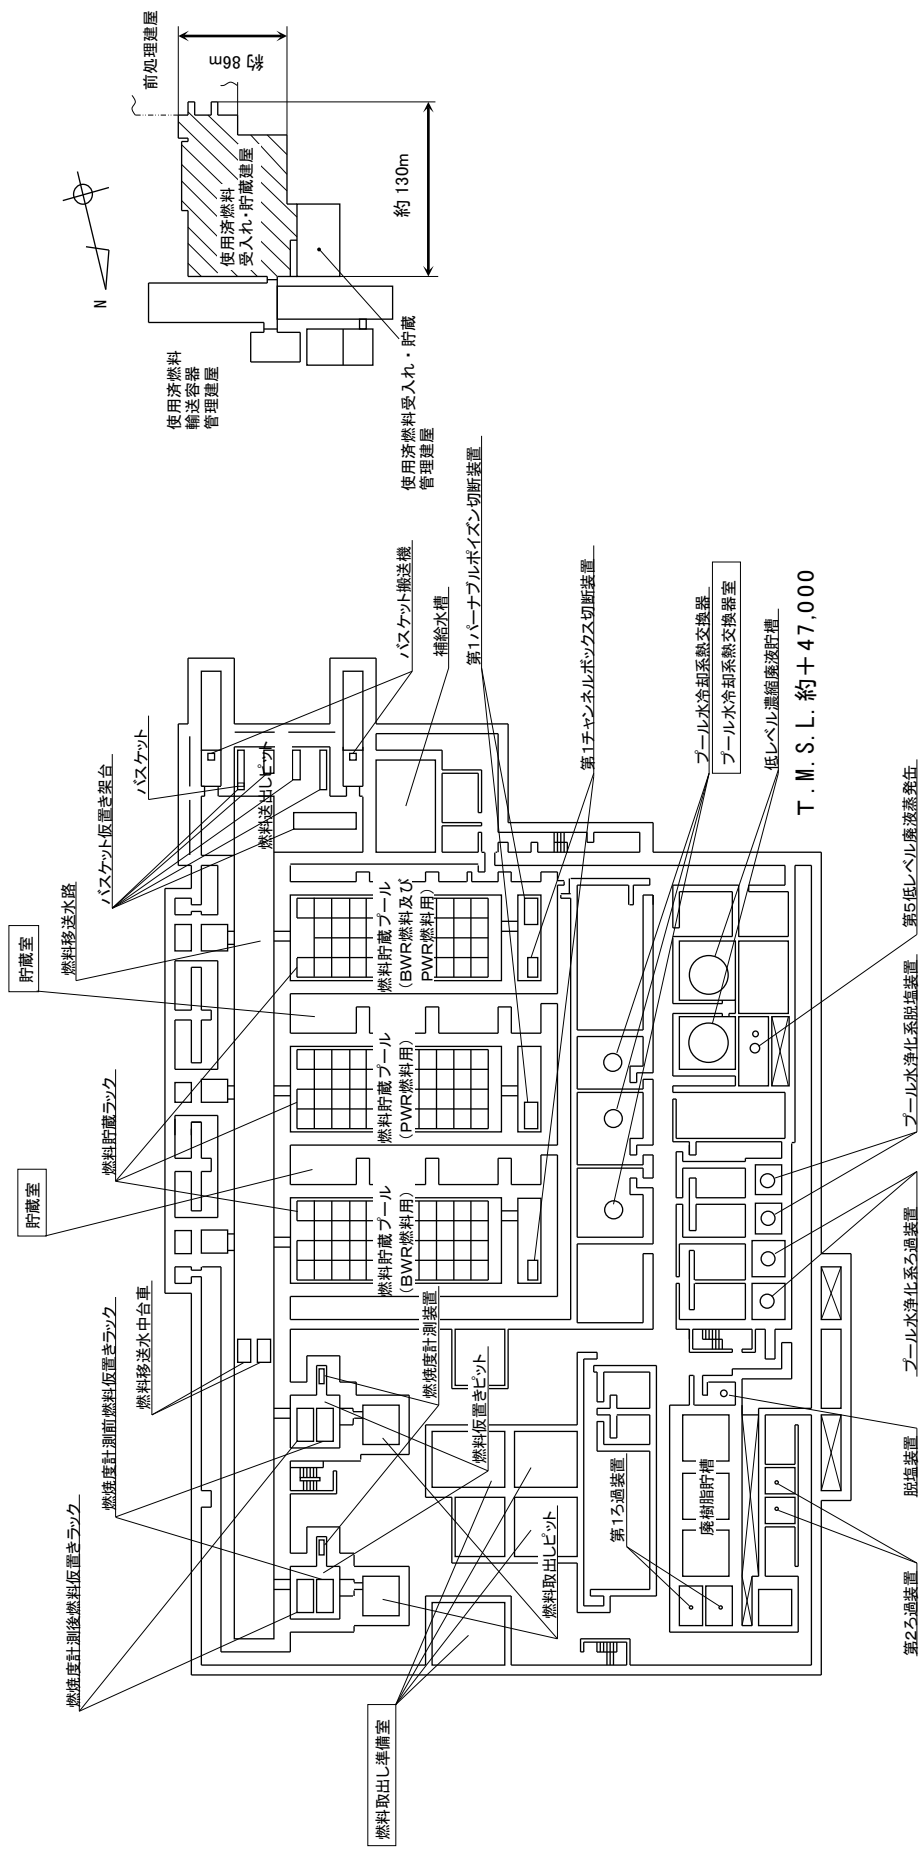 前処理建屋
約 86m
使用済燃料
受入れ・貯蔵建屋
約 130m
N
使用済燃料
輸送容器
管理建屋
使用済燃料受入れ・貯蔵
管理建屋
貯蔵室
貯蔵室
燃焼度計測後燃料仮置きラック
燃焼度計測前燃料仮置きラック
燃料移送水中台車
燃料貯蔵ラック
燃料移送水路
バスケット仮置き架台
バスケット
燃料送出しピット
バスケット搬送機
補給水槽
第1バーナブルポイズン切断装置
燃料貯蔵プール
(BWR燃料用)
燃料貯蔵プール
(PWR燃料用)
燃料貯蔵プール
(BWR燃料及び
PWR燃料用)
燃焼度計測装置
燃料仮置きピット
燃料取出しピット
燃料取出し準備室
第1チャンネルボックス切断装置
プール水冷却系熱交換器
プール水冷却系熱交換器室
低レベル濃縮廃液貯槽
T.M.S.L.約+47,000
第1ろ過装置
廃樹脂貯槽
第2ろ過装置
脱塩装置
プール水浄化系ろ過装置
プール水浄化系脱塩装置
第5低レベル廃液蒸発缶